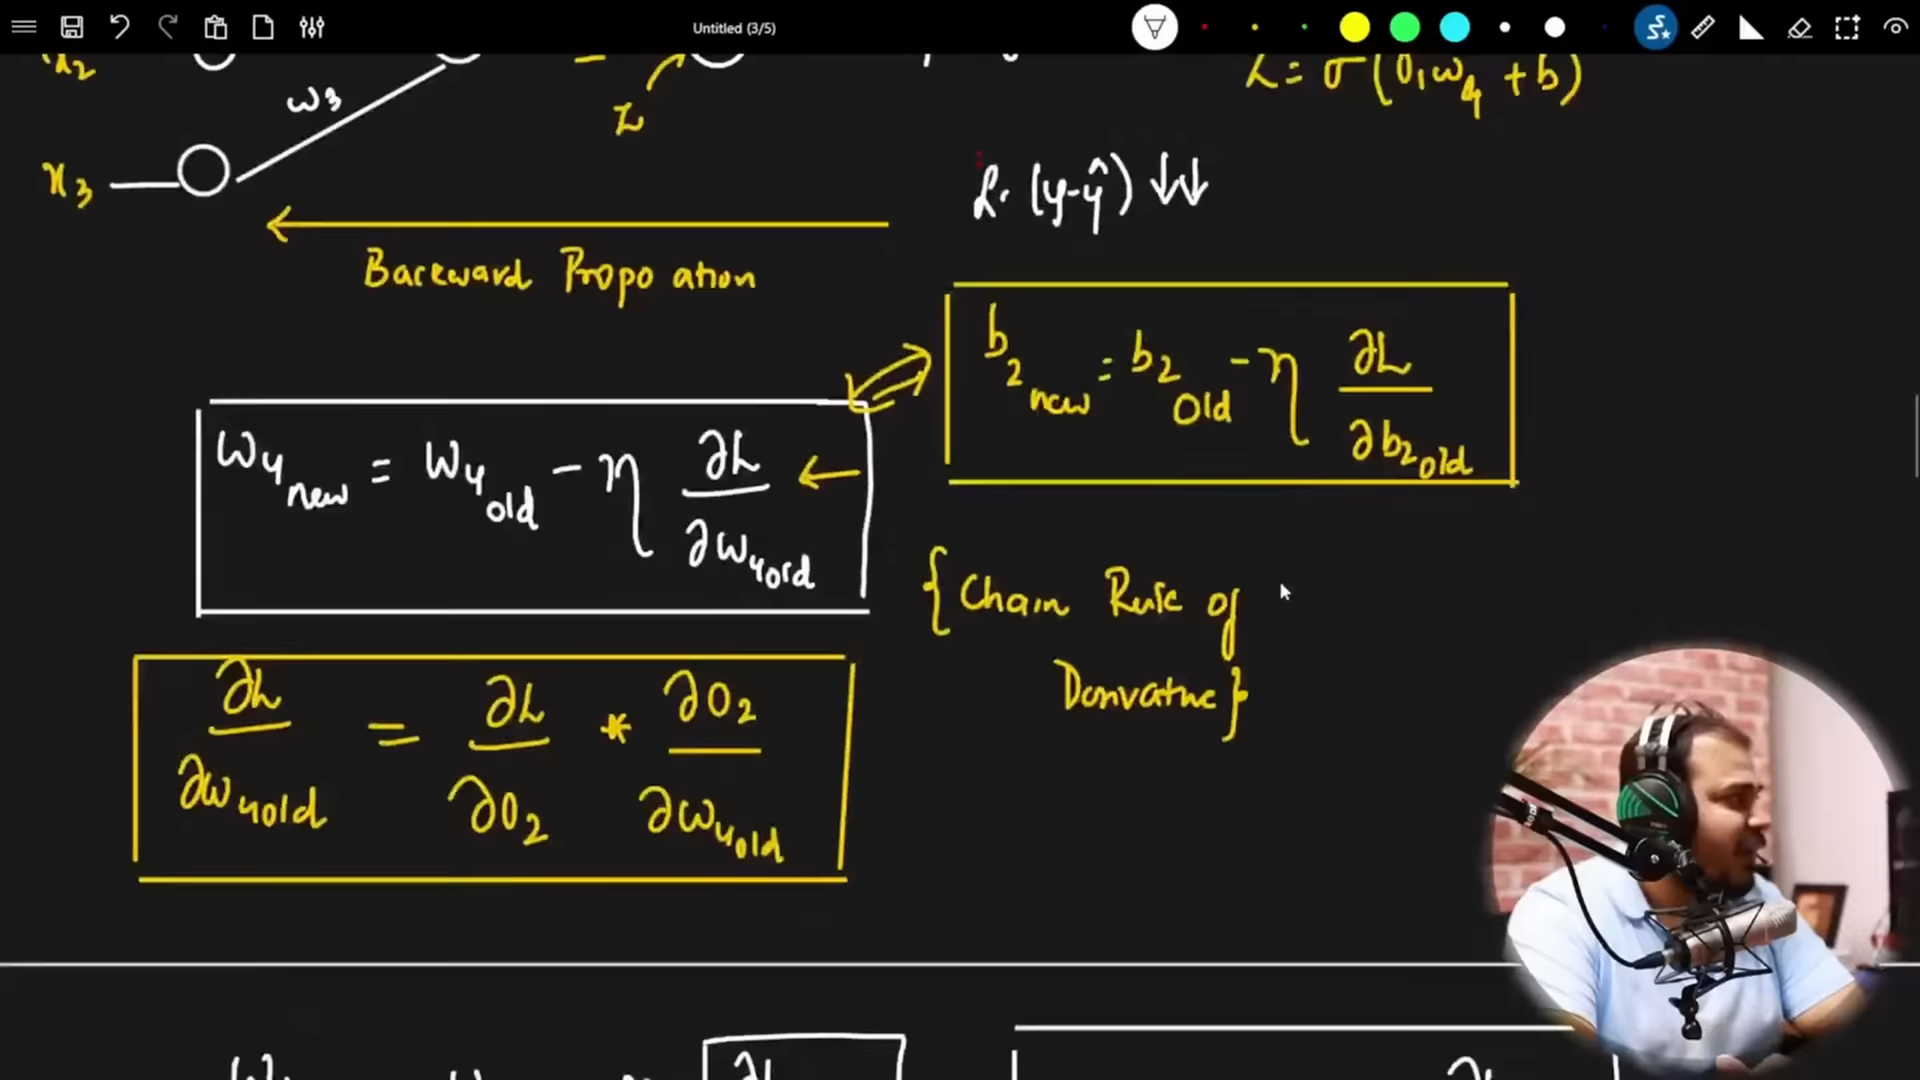 Untitled (3/5)
x₂
w₃
z
z = σ(O₁w₄ + b)
x₃
L. (y-ŷ) ↓↓
Backward Propo ation
b₂new = b₂old - η ∂L/∂b₂old
w₄new = w₄old - η ∂L/∂w₄old
{Chain Rule of
Derivative}
∂L/∂w₄old = ∂L/∂O₂ * ∂O₂/∂w₄old
∂L